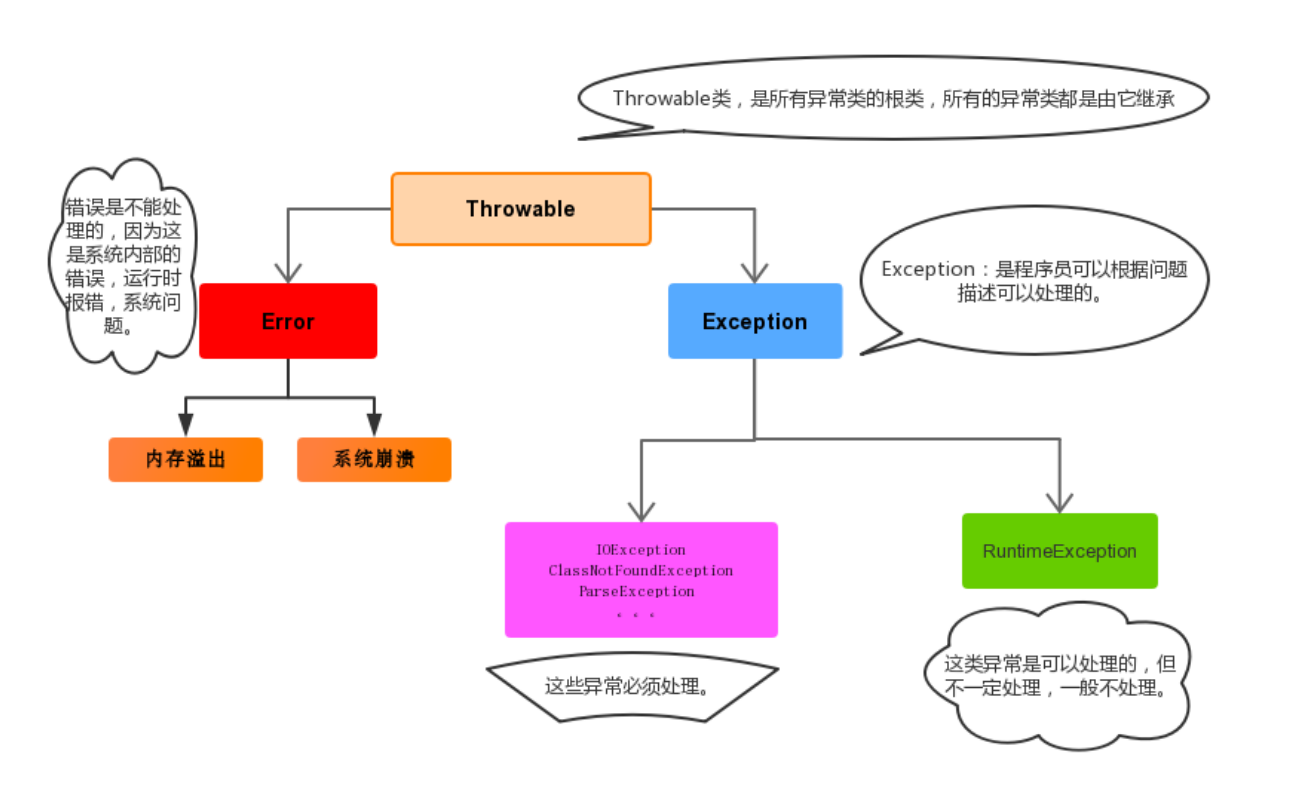 Throwable类，是所有异常类的根类，所有的异常类都是由它继承
Throwable
错误是不能处
理的，因为这
是系统内部的
错误，运行时
报错，系统问
题。
Error
Exception
Exception：是程序员可以根据问题
描述可以处理的。
内存溢出
系统崩溃
IOException
ClassNotFoundException
ParseException
。。。
RuntimeException
这些异常必须处理。
这类异常是可以处理的，但
不一定处理，一般不处理。